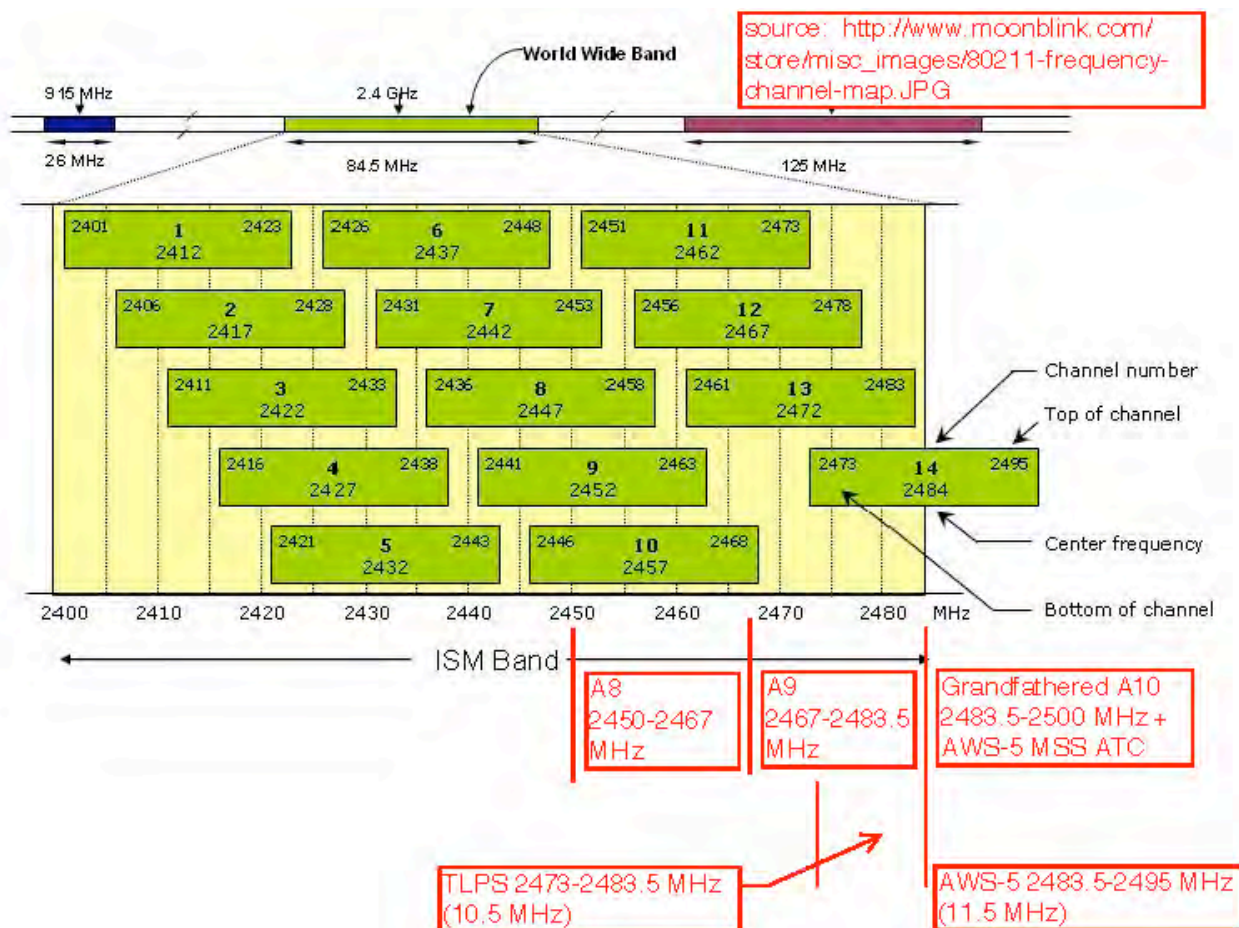 source: http://www.moonblink.com/
store/misc_images/80211-frequency-
channel-map.JPG
World Wide Band
915 MHz
2.4 GHz
26 MHz
84.5 MHz
125 MHz
2401 1 2423
2412
2426 6 2448
2437
2451 11 2473
2462
2406 2 2428
2417
2431 7 2453
2442
2456 12 2478
2467
2411 3 2433
2422
2436 8 2458
2447
2461 13 2483
2472
Channel number
Top of channel
2416 4 2438
2427
2441 9 2463
2452
2473 14 2495
2484
2421 5 2443
2432
2446 10 2468
2457
Center frequency
Bottom of channel
2400 2410 2420 2430 2440 2450 2460 2470 2480 MHz
ISM Band
A8
2450-2467
MHz
A9
2467-2483.5
MHz
Grandfathered A10
2483.5-2500 MHz +
AWS-5 MSS ATC
TLPS 2473-2483.5 MHz
(10.5 MHz)
AWS-5 2483.5-2495 MHz
(11.5 MHz)